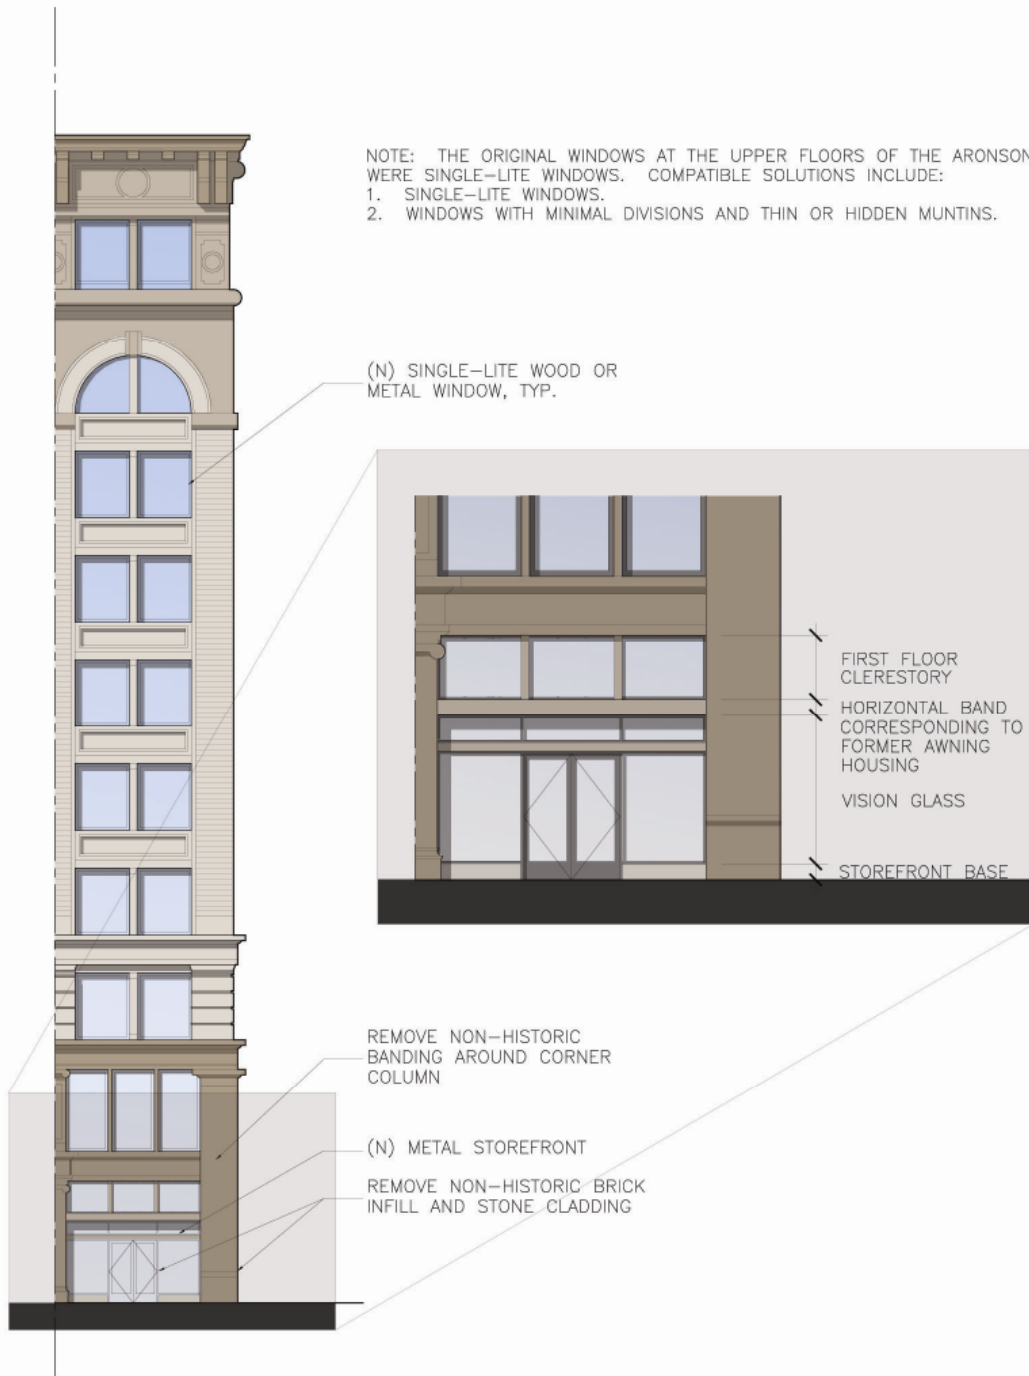 NOTE: THE ORIGINAL WINDOWS AT THE UPPER FLOORS OF THE ARONSON
WERE SINGLE-LITE WINDOWS. COMPATIBLE SOLUTIONS INCLUDE:
1. SINGLE-LITE WINDOWS.
2. WINDOWS WITH MINIMAL DIVISIONS AND THIN OR HIDDEN MUNTINS.
(N) SINGLE-LITE WOOD OR
METAL WINDOW, TYP.
FIRST FLOOR
CLERESTORY
HORIZONTAL BAND
CORRESPONDING TO
FORMER AWNING
HOUSING
VISION GLASS
STOREFRONT BASE
REMOVE NON-HISTORIC
BANDING AROUND CORNER
COLUMN
(N) METAL STOREFRONT
REMOVE NON-HISTORIC BRICK
INFILL AND STONE CLADDING